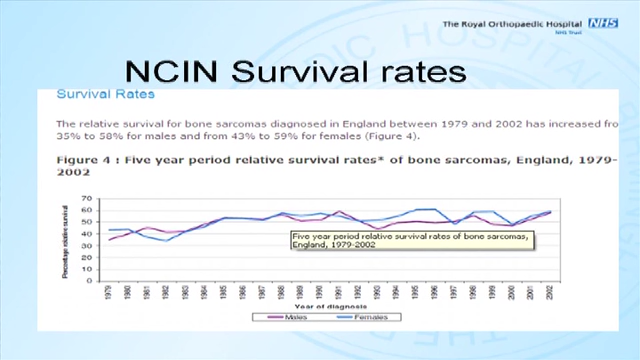 The Royal Orthopaedic Hospital NHS
NHS Trust
NCIN Survival rates
Survival Rates
The relative survival for bone sarcomas diagnosed in England between 1979 and 2002 has increased fro
35% to 58% for males and from 43% to 59% for females (Figure 4).
Figure 4 : Five year period relative survival rates* of bone sarcomas, England, 1979-
2002
Percentage relative survival
70
60
50
40
30
20
10
0
Five year period relative survival rates of bone sarcomas,
England, 1979-2002
1979 1980 1981 1982 1983 1984 1985 1986 1987 1988 1989 1990 1991 1992 1993 1994 1995 1996 1997 1998 1999 2000 2001 2002
Year of diagnosis
Males Females